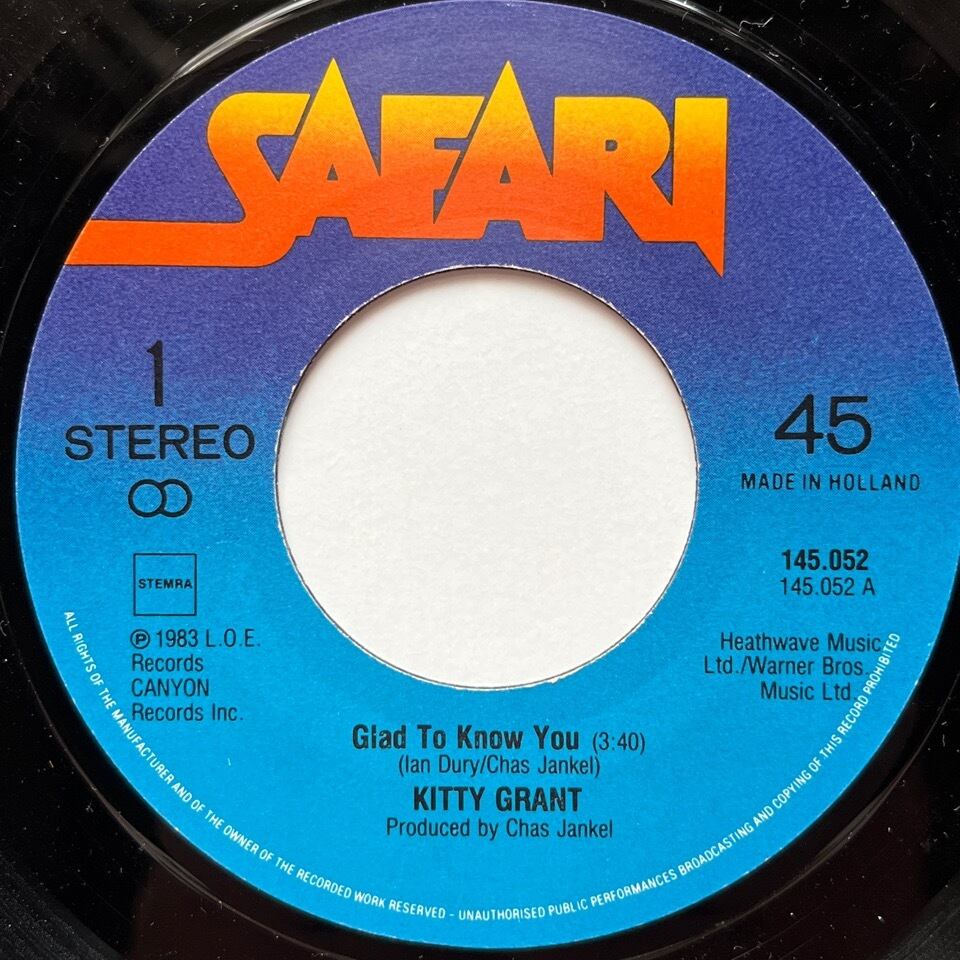 SAFARI
1
STEREO
45
MADE IN HOLLAND
STEMRA
145.052
145.052 A
℗ 1983 L.O.E.
Records
CANYON
Records Inc.
Heathwave Music
Ltd./Warner Bros.
Music Ltd.
Glad To Know You (3:40)
(Ian Dury/Chas Jankel)
KITTY GRANT
Produced by Chas Jankel
ALL RIGHTS OF THE MANUFACTURER AND OF THE OWNER OF THE RECORDED WORK RESERVED - UNAUTHORISED PUBLIC PERFORMANCES BROADCASTING AND COPYING OF THIS RECORD PROHIBITED